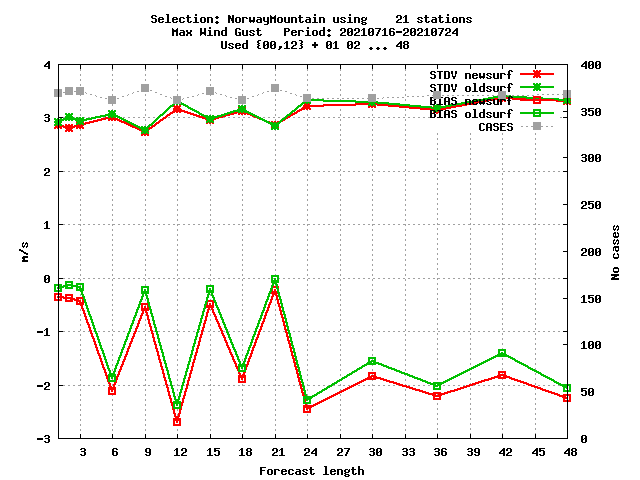 Selection: NorwayMountain using    21 stations
Max Wind Gust   Period: 20210716-20210724
Used {00,12} + 01 02 ... 48
STDV newsurf
STDV oldsurf
BIAS newsurf
BIAS oldsurf
CASES
4
3
2
1
0
-1
-2
-3
m/s
400
350
300
250
200
150
100
50
0
No cases
3 6 9 12 15 18 21 24 27 30 33 36 39 42 45 48
Forecast length